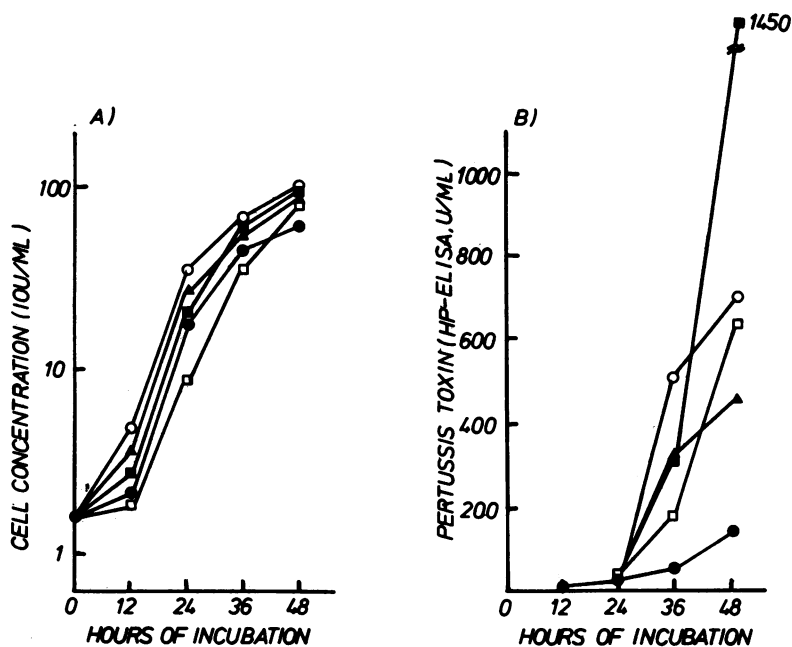 A)
CELL CONCENTRATION (IOU/ML)
100
10
1
0 12 24 36 48
HOURS OF INCUBATION
B)
1450
PERTUSSIS TOXIN (HP-ELISA, U/ML)
1000
800
600
400
200
0 12 24 36 48
HOURS OF INCUBATION